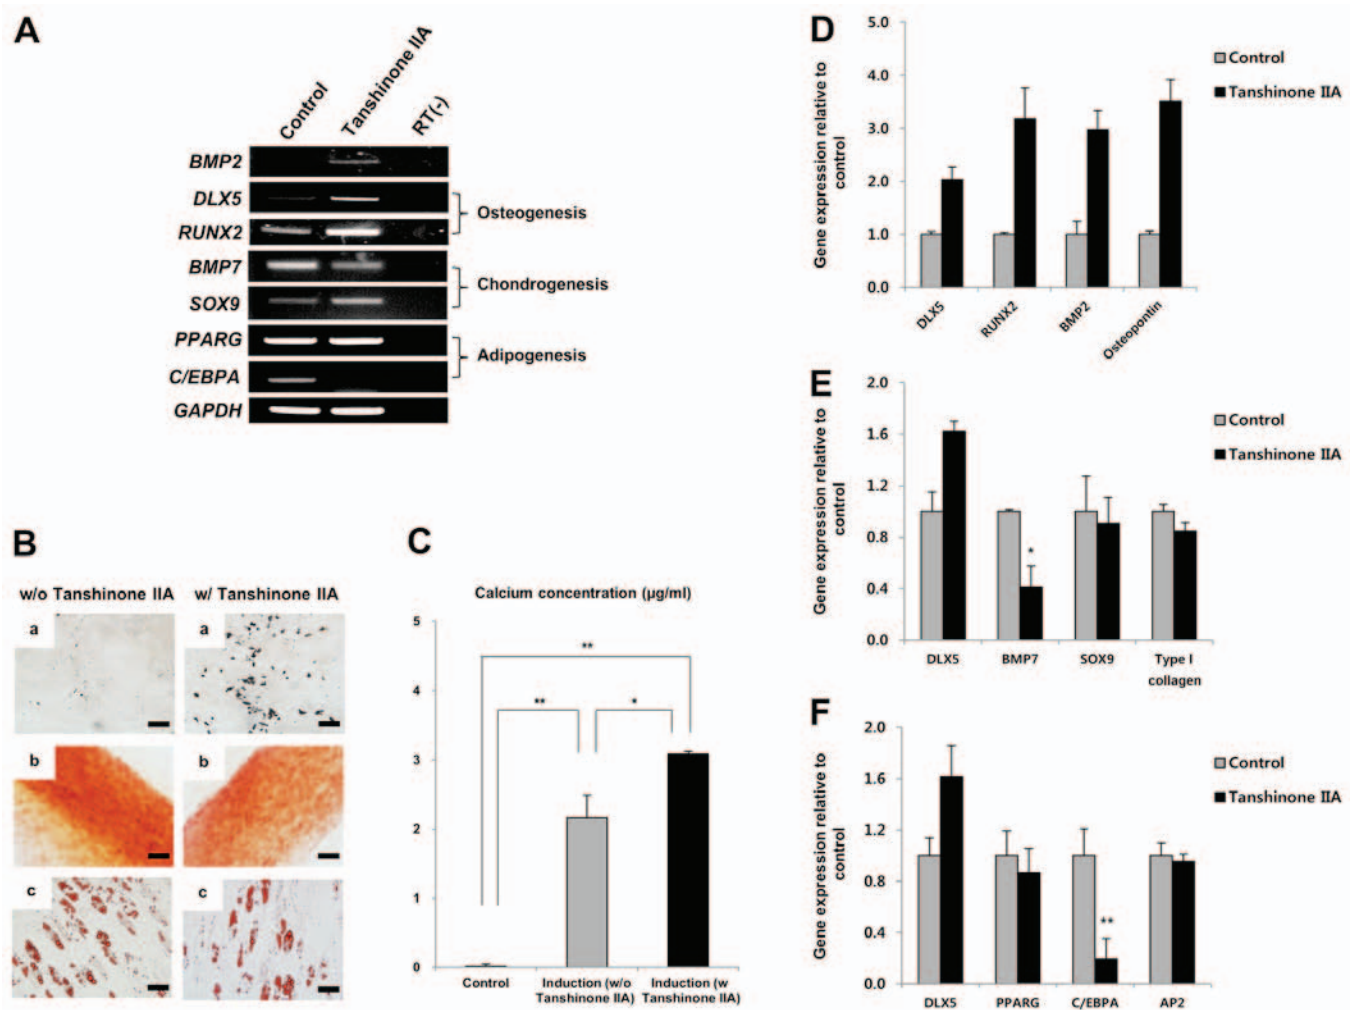 A
Control
Tanshinone IIA
RT(-)
BMP2
DLX5
RUNX2
Osteogenesis
BMP7
SOX9
Chondrogenesis
PPARG
C/EBPA
Adipogenesis
GAPDH
B
w/o Tanshinone IIA
w/ Tanshinone IIA
a
a
b
b
c
c
C
Calcium concentration (µg/ml)
5
4
3
2
1
0
**
**
*
Control
Induction (w/o
Tanshinone IIA)
Induction (w
Tanshinone IIA)
D
Gene expression relative to
control
5.0
4.0
3.0
2.0
1.0
0.0
DLX5
RUNX2
BMP2
Osteopontin
Control
Tanshinone IIA
E
Gene expression relative to
control
2.0
1.6
1.2
0.8
0.4
0.0
*
DLX5
BMP7
SOX9
Type I
collagen
Control
Tanshinone IIA
F
Gene expression relative to
control
2.0
1.6
1.2
0.8
0.4
0.0
**
DLX5
PPARG
C/EBPA
AP2
Control
Tanshinone IIA